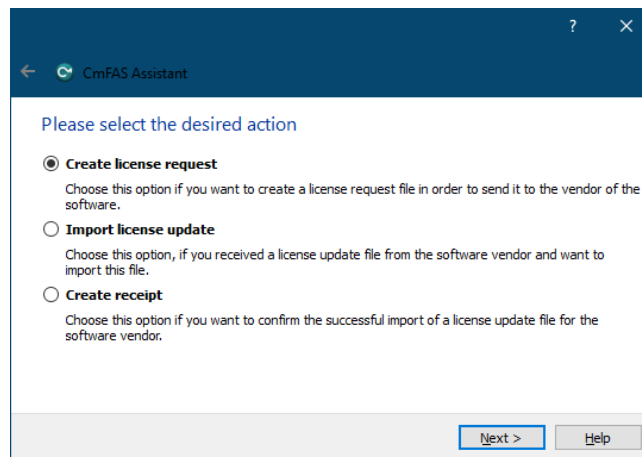 CmFAS Assistant
Please select the desired action
Create license request
Choose this option if you want to create a license request file in order to send it to the vendor of the
software.
Import license update
Choose this option, if you received a license update file from the software vendor and want to
import this file.
Create receipt
Choose this option if you want to confirm the successful import of a license update file for the
software vendor.
Next >
Help